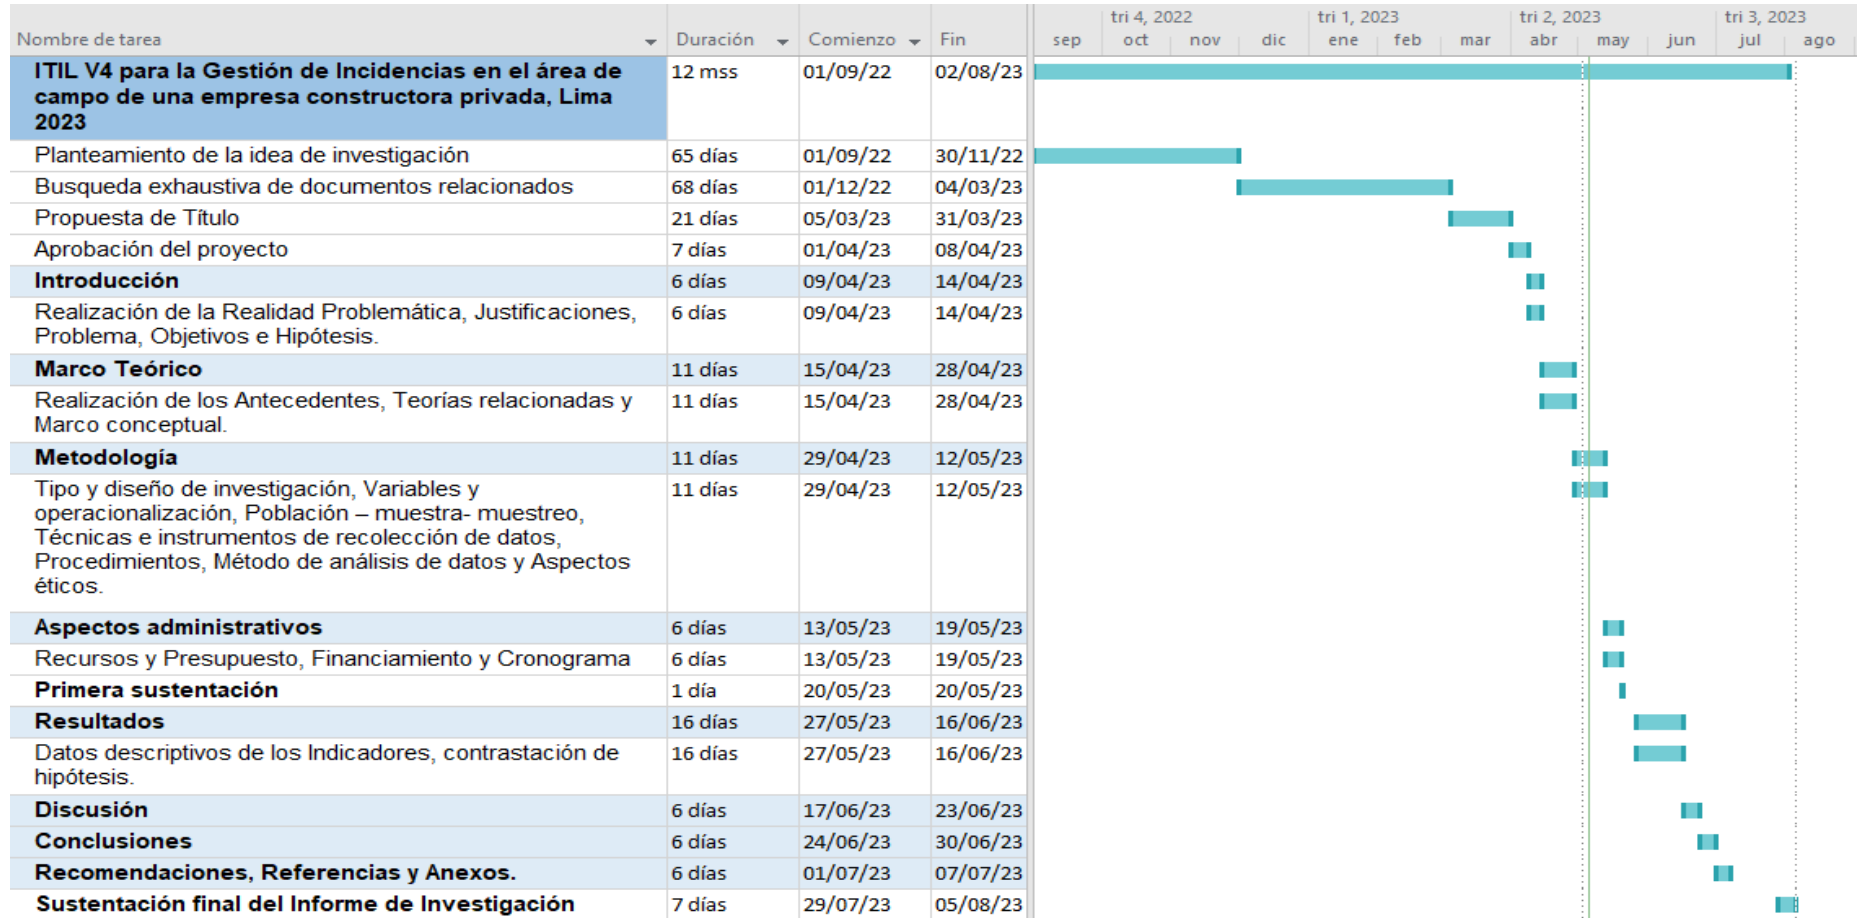 tri 4, 2022 tri 1, 2023 tri 2, 2023 tri 3, 2023
Nombre de tarea Duración Comienzo Fin sep oct nov dic ene feb mar abr may jun jul ago
ITIL V4 para la Gestión de Incidencias en el área de 12 mss 01/09/22 02/08/23
campo de una empresa constructora privada, Lima
2023
Planteamiento de la idea de investigación 65 días 01/09/22 30/11/22
Busqueda exhaustiva de documentos relacionados 68 días 01/12/22 04/03/23
Propuesta de Título 21 días 05/03/23 31/03/23
Aprobación del proyecto 7 días 01/04/23 08/04/23
Introducción 6 días 09/04/23 14/04/23
Realización de la Realidad Problemática, Justificaciones, 6 días 09/04/23 14/04/23
Problema, Objetivos e Hipótesis.
Marco Teórico 11 días 15/04/23 28/04/23
Realización de los Antecedentes, Teorías relacionadas y 11 días 15/04/23 28/04/23
Marco conceptual.
Metodología 11 días 29/04/23 12/05/23
Tipo y diseño de investigación, Variables y 11 días 29/04/23 12/05/23
operacionalización, Población – muestra- muestreo,
Técnicas e instrumentos de recolección de datos,
Procedimientos, Método de análisis de datos y Aspectos
éticos.
Aspectos administrativos 6 días 13/05/23 19/05/23
Recursos y Presupuesto, Financiamiento y Cronograma 6 días 13/05/23 19/05/23
Primera sustentación 1 día 20/05/23 20/05/23
Resultados 16 días 27/05/23 16/06/23
Datos descriptivos de los Indicadores, contrastación de 16 días 27/05/23 16/06/23
hipótesis.
Discusión 6 días 17/06/23 23/06/23
Conclusiones 6 días 24/06/23 30/06/23
Recomendaciones, Referencias y Anexos. 6 días 01/07/23 07/07/23
Sustentación final del Informe de Investigación 7 días 29/07/23 05/08/23